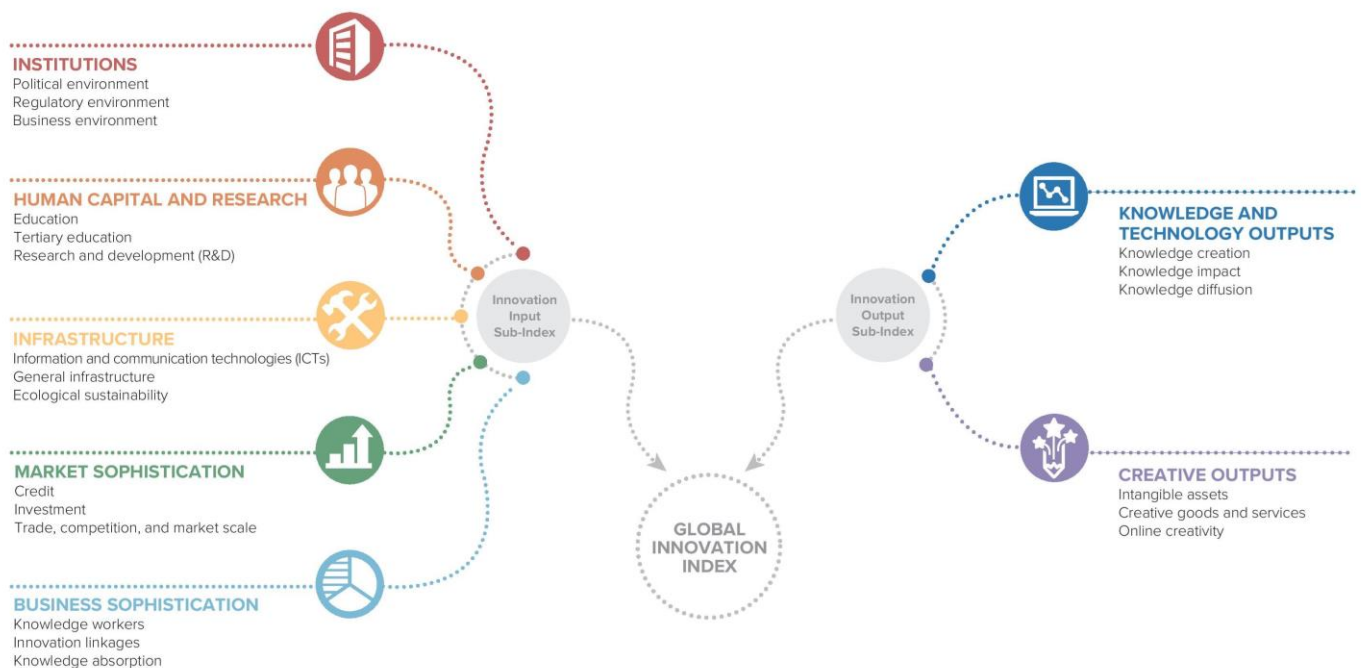 INSTITUTIONS
Political environment
Regulatory environment
Business environment
HUMAN CAPITAL AND RESEARCH
Education
Tertiary education
Research and development (R&D)
INFRASTRUCTURE
Information and communication technologies (ICTs)
General infrastructure
Ecological sustainability
MARKET SOPHISTICATION
Credit
Investment
Trade, competition, and market scale
BUSINESS SOPHISTICATION
Knowledge workers
Innovation linkages
Knowledge absorption
Innovation
Input
Sub-Index
GLOBAL
INNOVATION
INDEX
Innovation
Output
Sub-Index
KNOWLEDGE AND
TECHNOLOGY OUTPUTS
Knowledge creation
Knowledge impact
Knowledge diffusion
CREATIVE OUTPUTS
Intangible assets
Creative goods and services
Online creativity